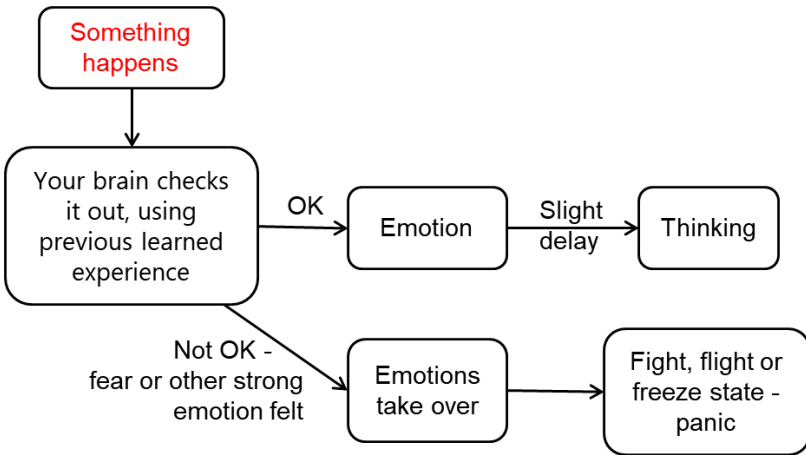 Something
happens
Your brain checks
it out, using
previous learned
experience
OK
Emotion
Slight
delay
Thinking
Not OK -
fear or other strong
emotion felt
Emotions
take over
Fight, flight or
freeze state -
panic